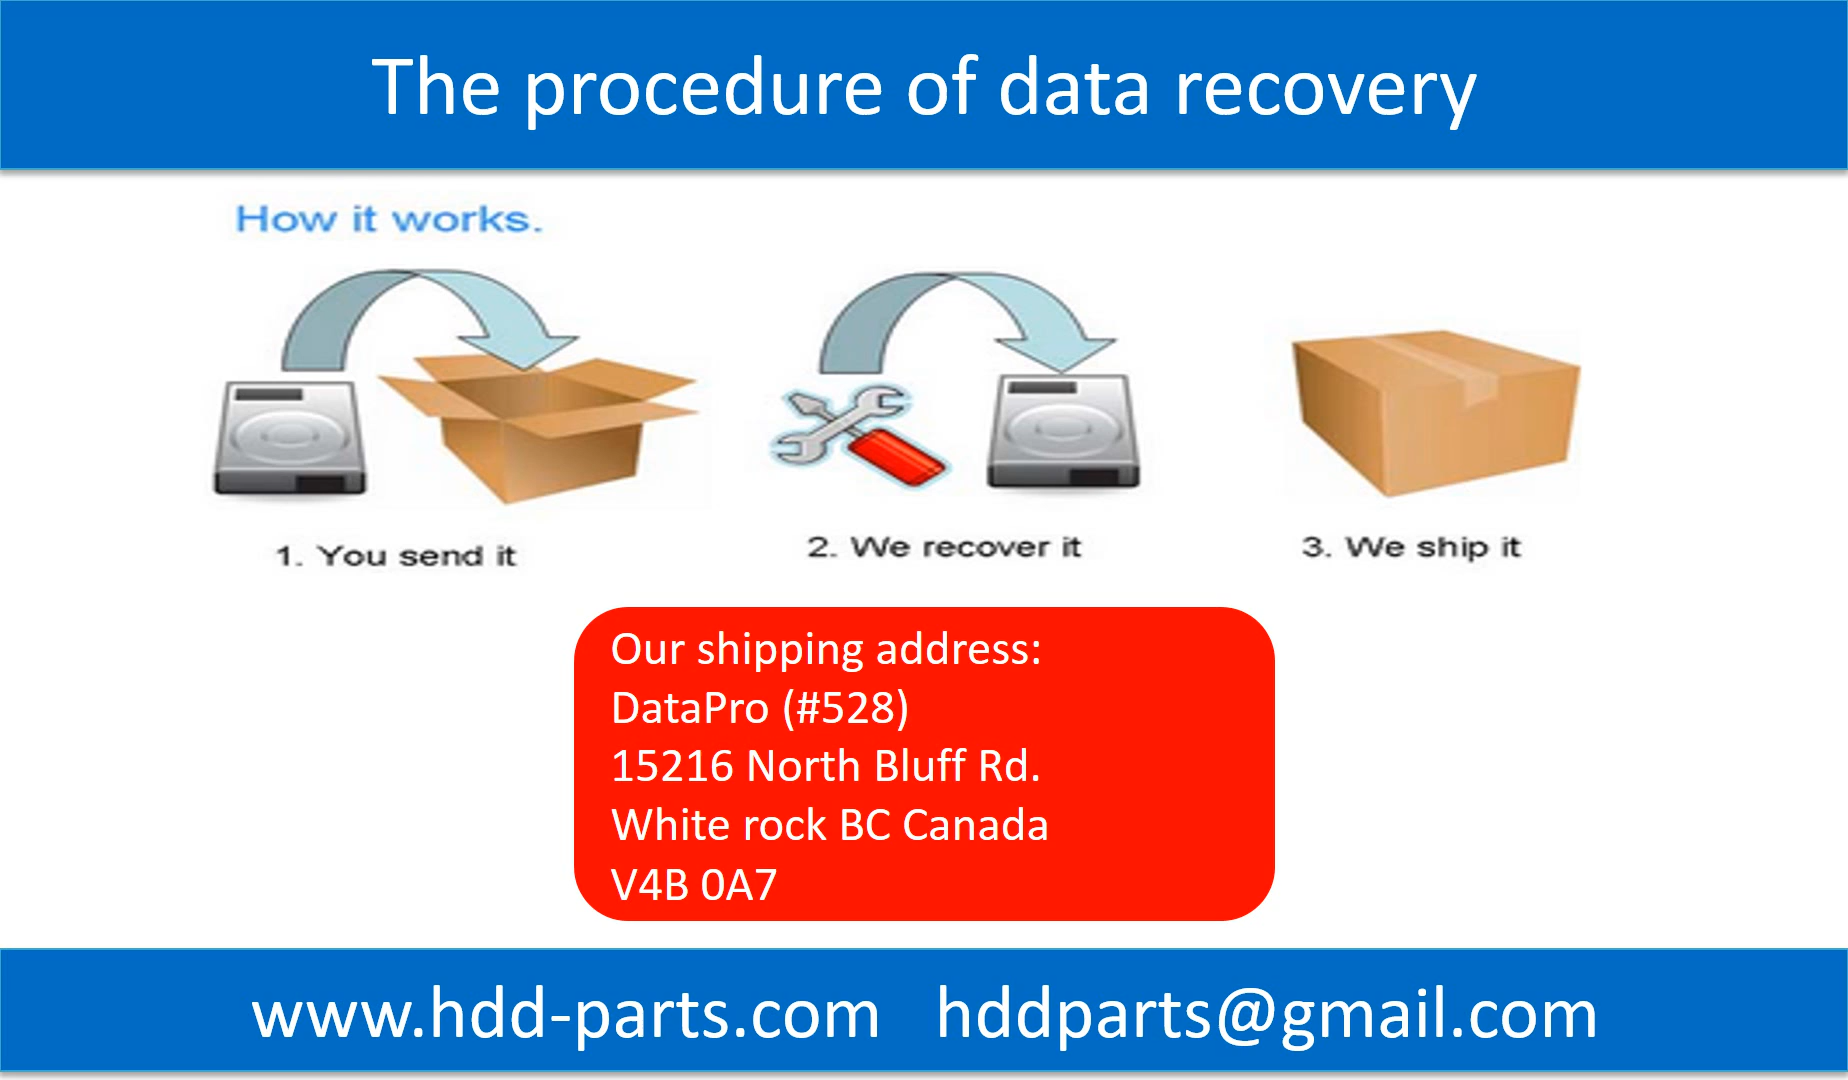 The procedure of data recovery
How it works.
1. You send it
2. We recover it
3. We ship it
Our shipping address:
DataPro (#528)
15216 North Bluff Rd.
White rock BC Canada
V4B 0A7
www.hdd-parts.com hddparts@gmail.com